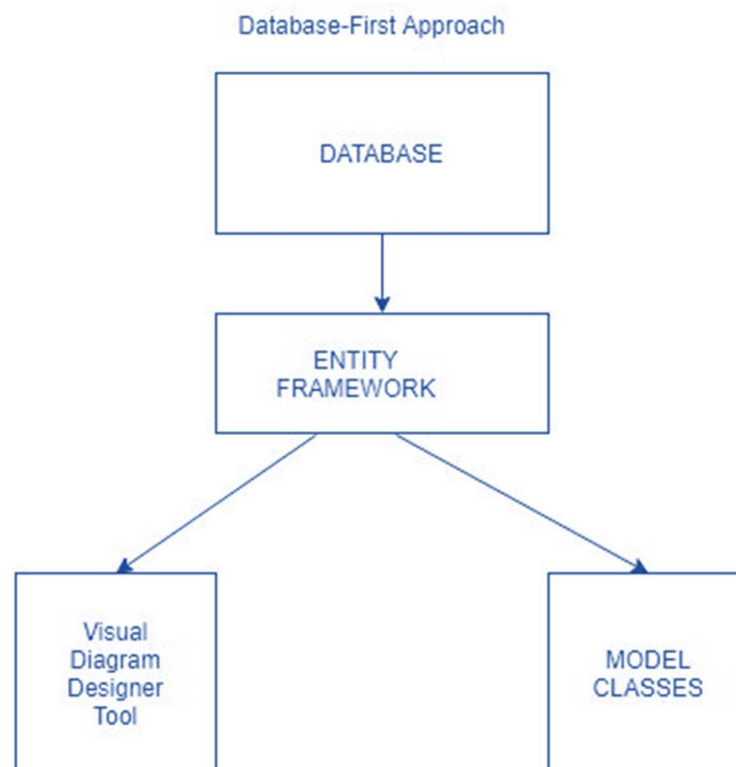 Database-First Approach
DATABASE
ENTITY
FRAMEWORK
Visual
Diagram
Designer
Tool
MODEL
CLASSES